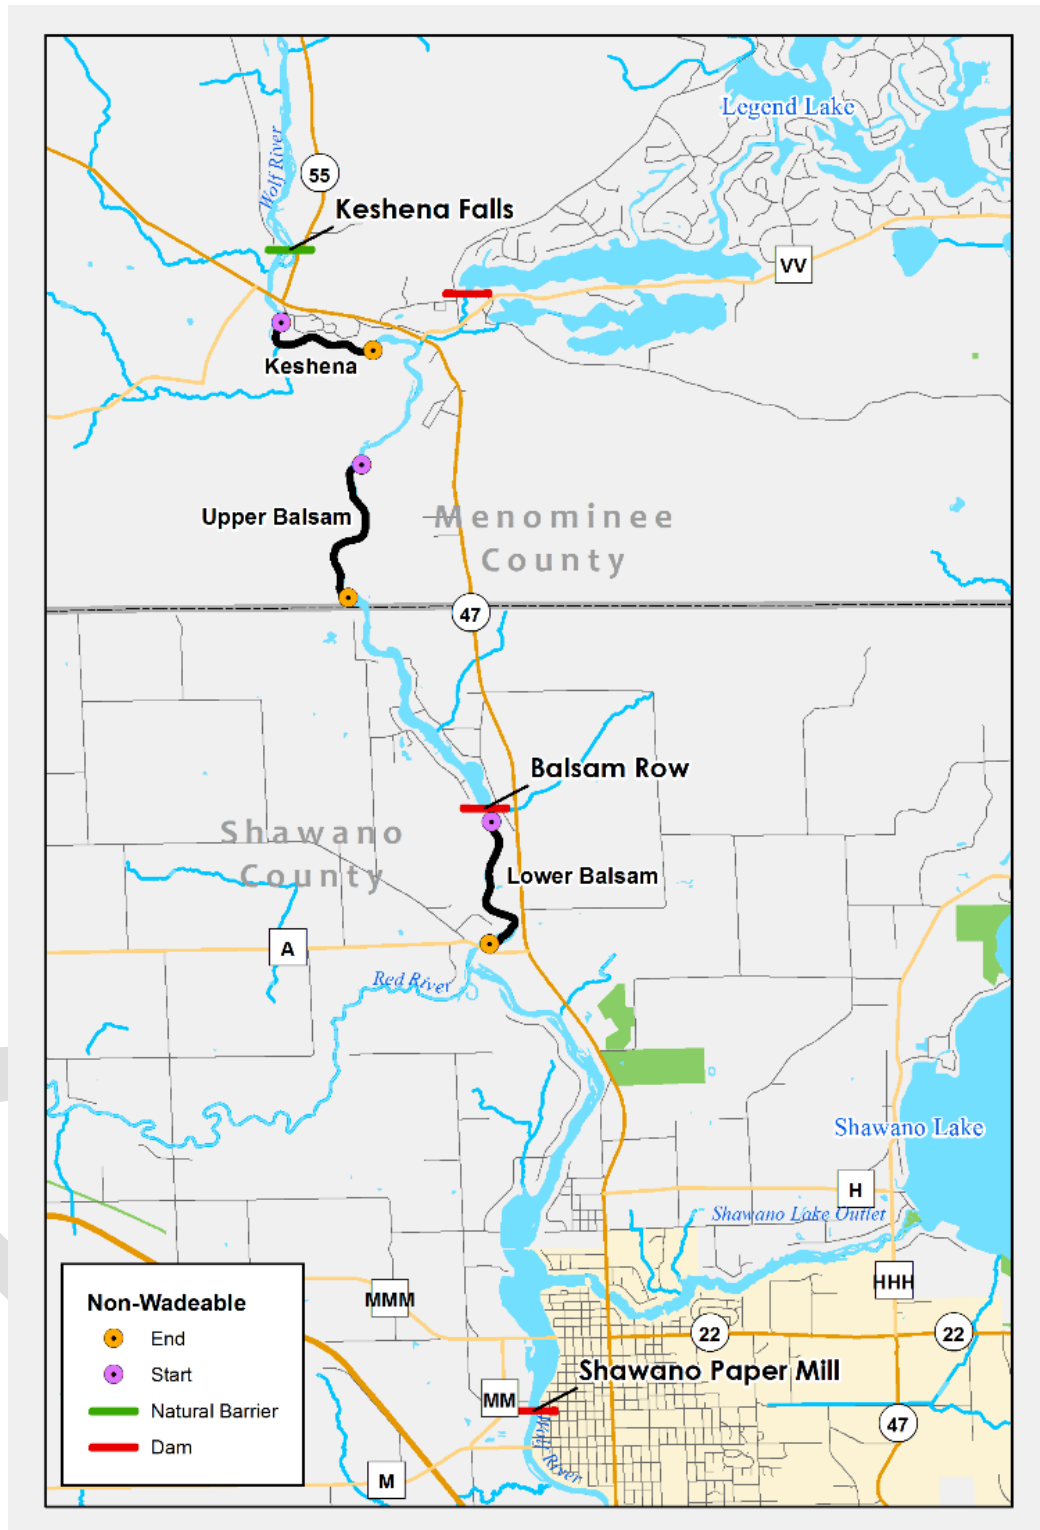 Legend Lake
Wolf River
55
Keshena Falls
VV
Keshena
Upper Balsam
Menominee
County
47
Balsam Row
Shawano
County
Lower Balsam
A
Red River
Shawano Lake
H
Shawano Lake Outlet
HHH
MMM
Non-Wadeable
End
Start
Natural Barrier
Dam
22
22
Shawano Paper Mill
MM
47
Wolf River
M